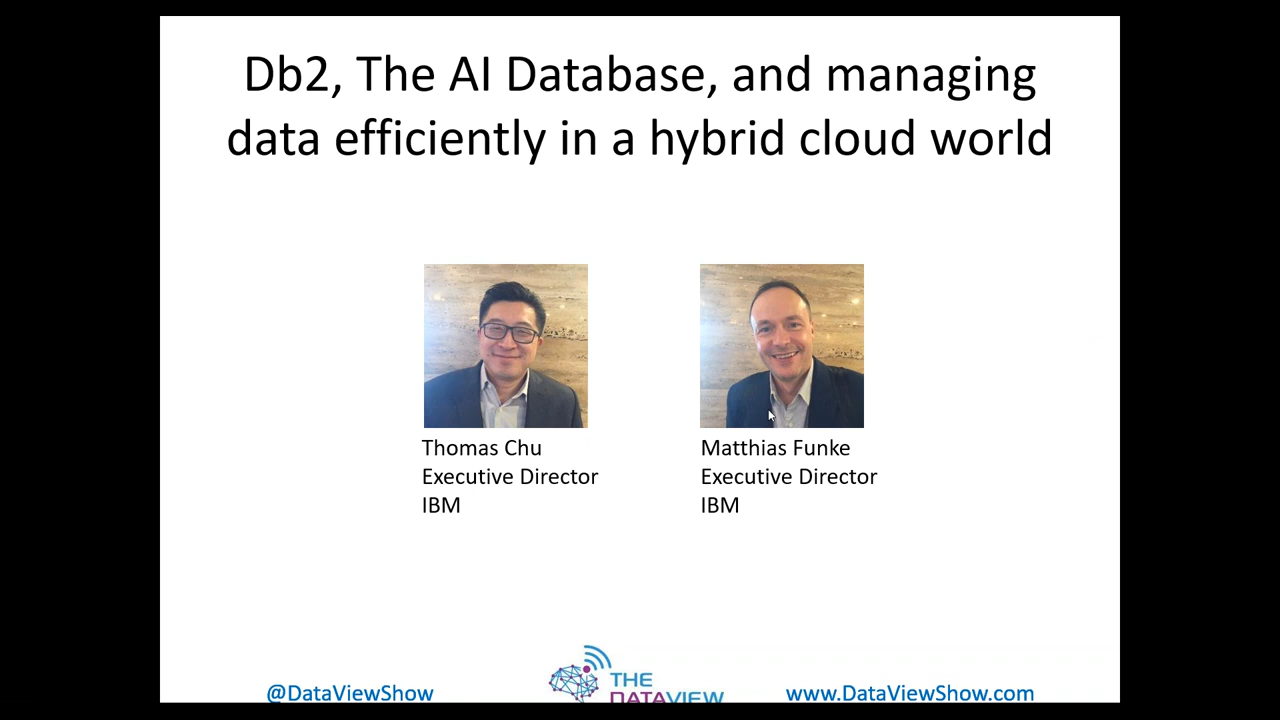 Db2, The AI Database, and managing
data efficiently in a hybrid cloud world
Thomas Chu
Executive Director
IBM
Matthias Funke
Executive Director
IBM
@DataViewShow
THE
DATAVIEW
www.DataViewShow.com